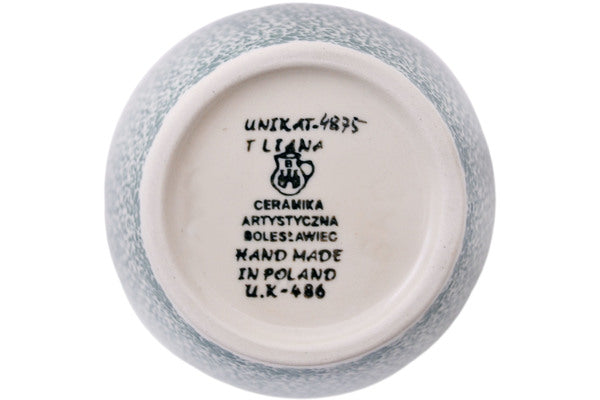 UNIKAT-4875
T LIANA
B
CERAMIKA
ARTYSTYCZNA
BOLESŁAWIEC
HAND MADE
IN POLAND
U.K-486